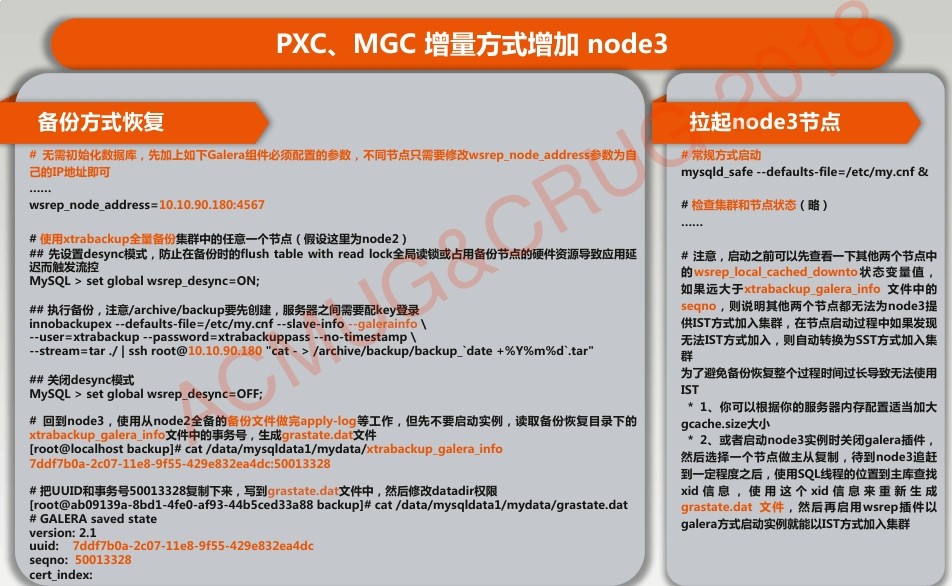 PXC、MGC 增量方式增加 node3
备份方式恢复
# 无需初始化数据库，先加上如下Galera组件必须配置的参数，不同节点只需要修改wsrep_node_address参数为自
己的IP地址即可
......
wsrep_node_address=10.10.90.180:4567
# 使用xtrabackup全量备份集群中的任意一个节点（假设这里为node2）
## 先设置desync模式，防止在备份时的flush table with read lock全局读锁或占用备份节点的硬件资源导致应用延
迟而触发流控
MySQL > set global wsrep_desync=ON;
## 执行备份，注意/archive/backup要先创建，服务器之间需要配key登录
innobackupex --defaults-file=/etc/my.cnf --slave-info --galerainfo \
--user=xtrabackup --password=xtrabackuppass --no-timestamp \
--stream=tar ./ | ssh root@10.10.90.180 "cat - > /archive/backup/backup_`date +%Y%m%d`.tar"
## 关闭desync模式
MySQL > set global wsrep_desync=OFF;
# 回到node3，使用从node2全备的备份文件做完apply-log等工作，但先不要启动实例，读取备份恢复目录下的
xtrabackup_galera_info文件中的事务号，生成grastate.dat文件
[root@localhost backup]# cat /data/mysqldata1/mydata/xtrabackup_galera_info
7ddf7b0a-2c07-11e8-9f55-429e832ea4dc:50013328
# 把UUID和事务号50013328复制下来，写到grastate.dat文件中，然后修改datadir权限
[root@ab09139a-8bd1-4fe0-af93-44b5ced33a88 backup]# cat /data/mysqldata1/mydata/grastate.dat
# GALERA saved state
version: 2.1
uuid: 7ddf7b0a-2c07-11e8-9f55-429e832ea4dc
seqno: 50013328
cert_index:
拉起node3节点
# 常规方式启动
mysqld_safe --defaults-file=/etc/my.cnf &
# 检查集群和节点状态（略）
......
# 注意，启动之前可以先查看一下其他两个节点中
的wsrep_local_cached_downto状态变量值，
如果远大于xtrabackup_galera_info 文件中的
seqno，则说明其他两个节点都无法为node3提
供IST方式加入集群，在节点启动过程中如果发现
无法IST方式加入，则自动转换为SST方式加入集
群
为了避免备份恢复整个过程时间过长导致无法使用
IST
* 1、你可以根据你的服务器内存配置适当加大
gcache.size大小
* 2、或者启动node3实例时关闭galera插件，
然后选择一个节点做主从复制，待到node3追赶
到一定程度之后，使用SQL线程的位置到主库查找
xid信息，使用这个xid信息来重新生成
grastate.dat 文件，然后再启用wsrep插件以
galera方式启动实例就能以IST方式加入集群
ACMUG&CRUG 2018